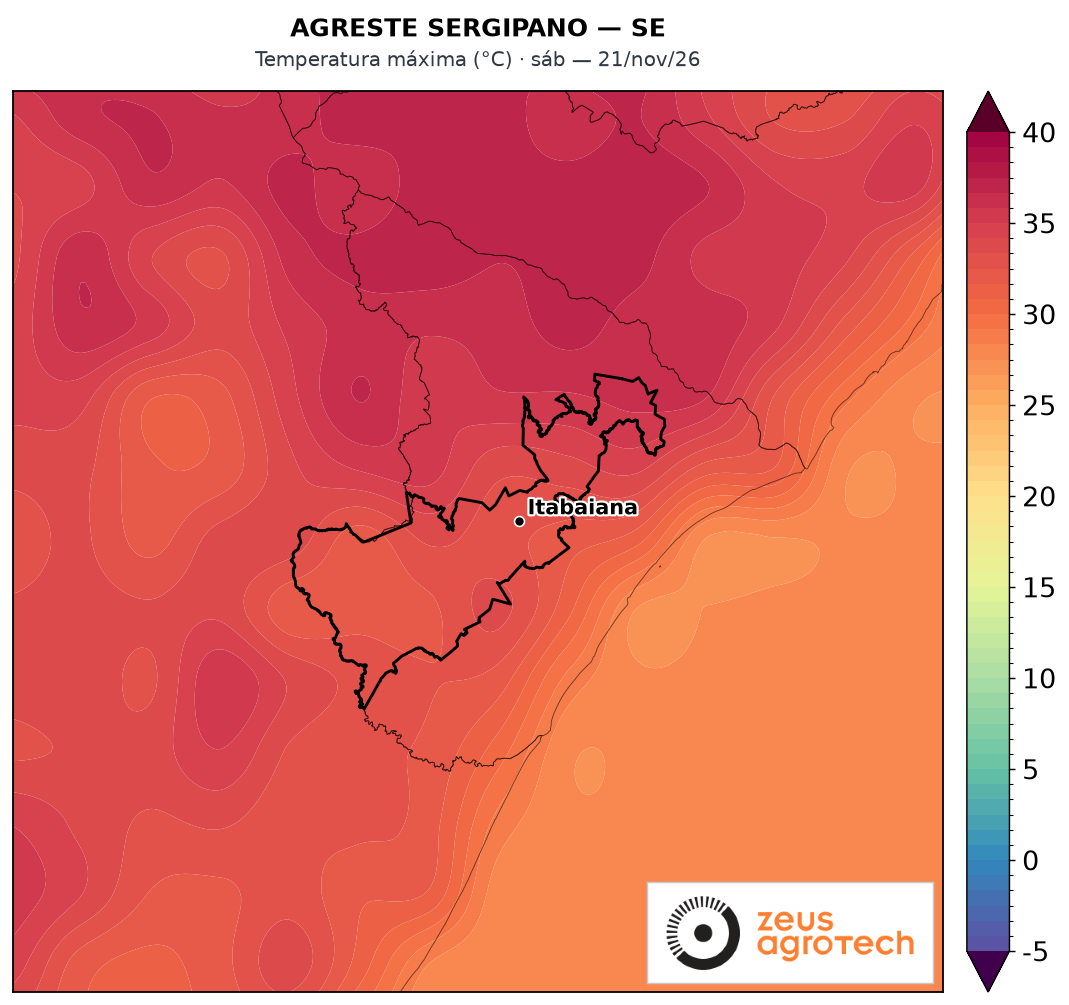 AGRESTE SERGIPANO — SE
Temperatura máxima (°C) · sáb — 21/nov/26
40
35
30
25
20
15
10
5
0
-5
Itabaiana
zeus
agrotech